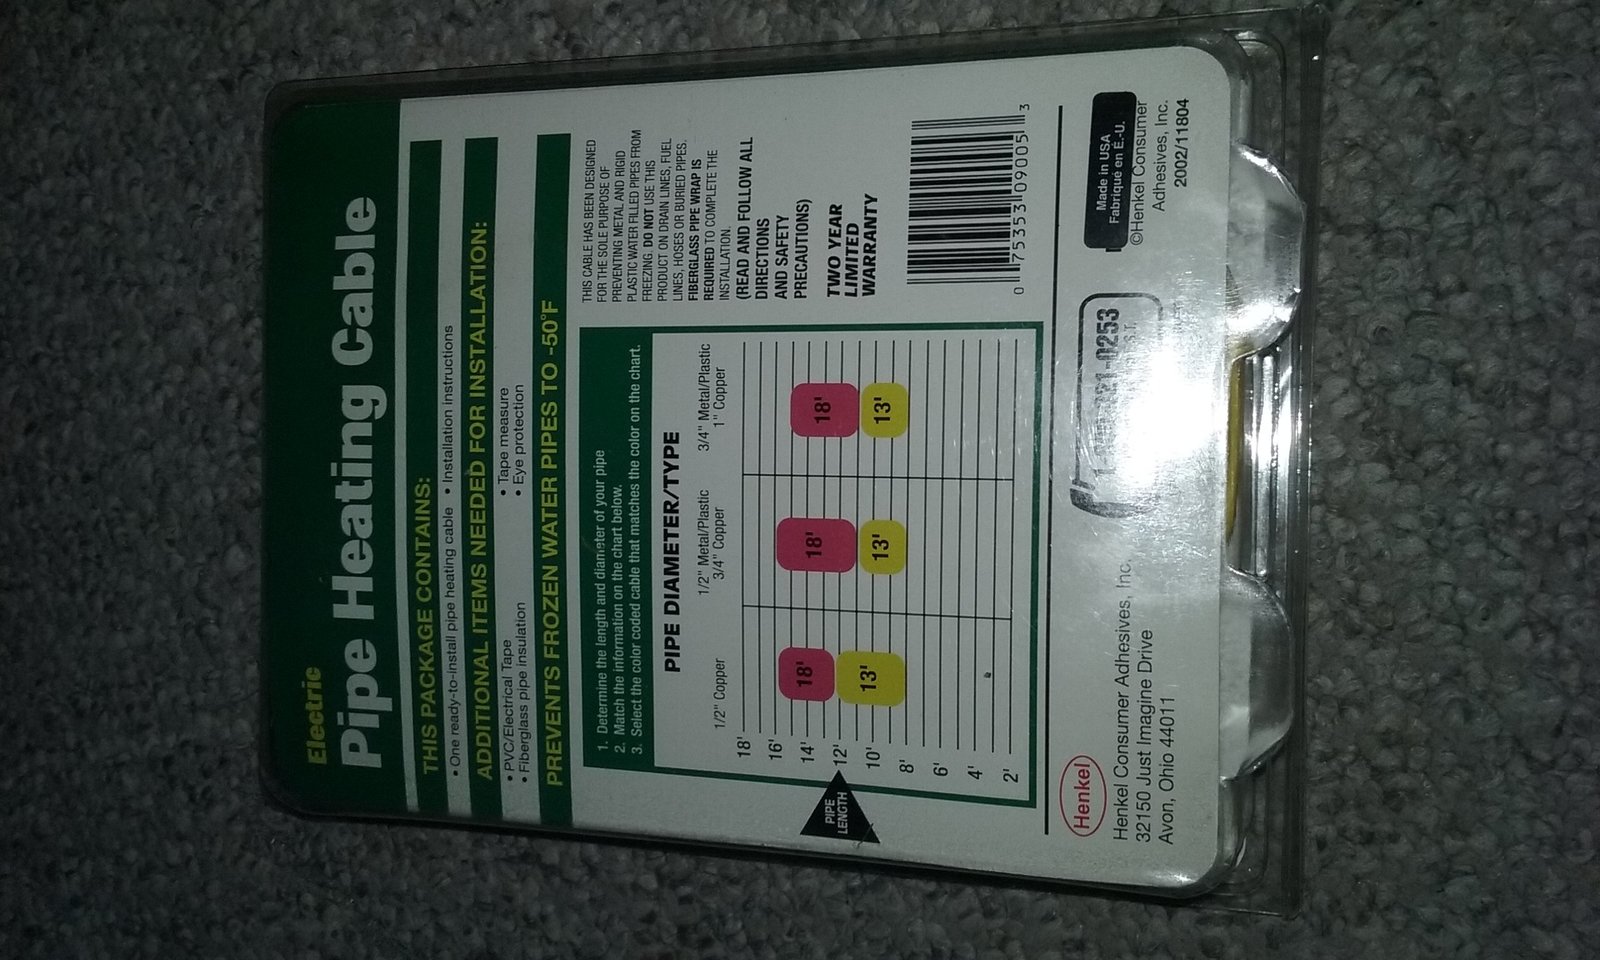 Electric
Pipe Heating Cable
THIS PACKAGE CONTAINS:
• One ready-to-install pipe heating cable • Installation instructions
ADDITIONAL ITEMS NEEDED FOR INSTALLATION:
• PVC/Electrical Tape • Tape measure
• Fiberglass pipe insulation • Eye protection
PREVENTS FROZEN WATER PIPES TO -50°F
1. Determine the length and diameter of your pipe
2. Match the information on the chart below.
3. Select the color coded cable that matches the color on the chart.
PIPE DIAMETER/TYPE
1/2" Copper
1/2" Metal/Plastic
3/4" Copper
3/4" Metal/Plastic
1" Copper
18'
16'
14'
12'
10'
8'
6'
4'
2'
PIPE
LENGTH
18' 18' 18'
13' 13' 13'
THIS CABLE HAS BEEN DESIGNED
FOR THE SOLE PURPOSE OF
PREVENTING METAL AND RIGID
PLASTIC WATER FILLED PIPES FROM
FREEZING. DO NOT USE THIS
PRODUCT ON DRAIN LINES, FUEL
LINES, HOSES OR BURIED PIPES.
FIBERGLASS PIPE WRAP IS
REQUIRED TO COMPLETE THE
INSTALLATION.
(READ AND FOLLOW ALL
DIRECTIONS
AND SAFETY
PRECAUTIONS)
TWO YEAR
LIMITED
WARRANTY
0 75353 09005 3
Henkel
Henkel Consumer Adhesives, Inc.
32150 Just Imagine Drive
Avon, Ohio 44011
0253
Made in USA
Fabriqué en É.-U.
©Henkel Consumer
Adhesives, Inc.
2002/11804